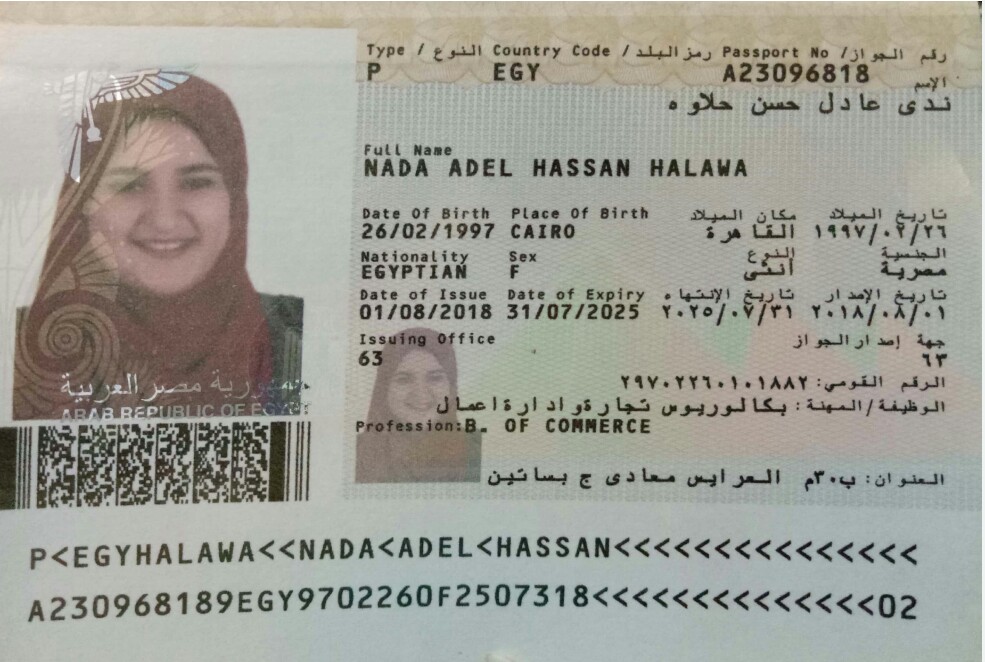 Type / النوع Country Code / رمز البلد Passport No / رقم الجواز
P EGY A23096818
الإسم
ندى عادل حسن حلاوه
Full Name
NADA ADEL HASSAN HALAWA
Date Of Birth Place Of Birth مكان الميلاد تاريخ الميلاد
26/02/1997 CAIRO القاهرة ١٩٩٧/٠٢/٢٦
Nationality Sex النوع الجنسية
EGYPTIAN F أنثى مصرية
Date of Issue Date of Expiry تاريخ الإنتهاء تاريخ الإصدار
01/08/2018 31/07/2025 ٢٠٢٥/٠٧/٣١ ٢٠١٨/٠٨/٠١
Issuing Office جهة إصدار الجواز
63 ٦٣
الرقم القومي: ٢٩٧٠٢٢٦٠١٠١٨٨٢
الوظيفة/المهنة: بكالوريوس تجارة وادارة اعمال
Profession:B. OF COMMERCE
العنوان: ب٣٠م العرايس معادى ج بساتين
جمهورية مصر العربية
ARAB REPUBLIC OF EGYPT
P<EGYHALAWA<<NADA<ADEL<HASSAN<<<<<<<<<<<<<<<
A230968189EGY9702260F2507318<<<<<<<<<<<<<<02